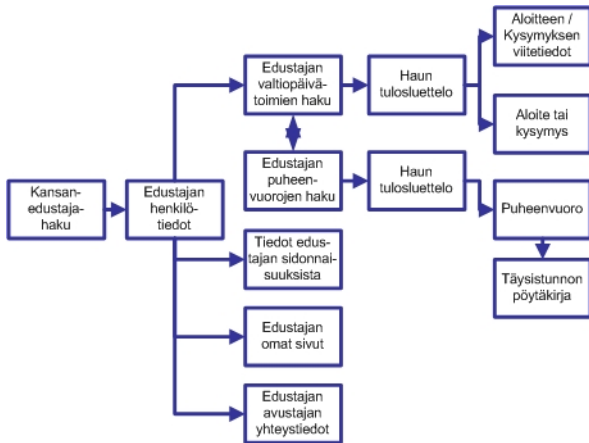 Kansan-
edustaja-
haku
Edustajan
henkilö-
tiedot
Edustajan
valtiopäivä-
toimien haku
Haun
tulosluettelo
Aloitteen /
Kysymyksen
viitetiedot
Aloite tai
kysymys
Edustajan
puheen-
vuorojen haku
Haun
tulosluettelo
Puheenvuoro
Täysistunnon
pöytäkirja
Tiedot edus-
tajan sidonnai-
suuksista
Edustajan
omat sivut
Edustajan
avustajan
yhteystiedot